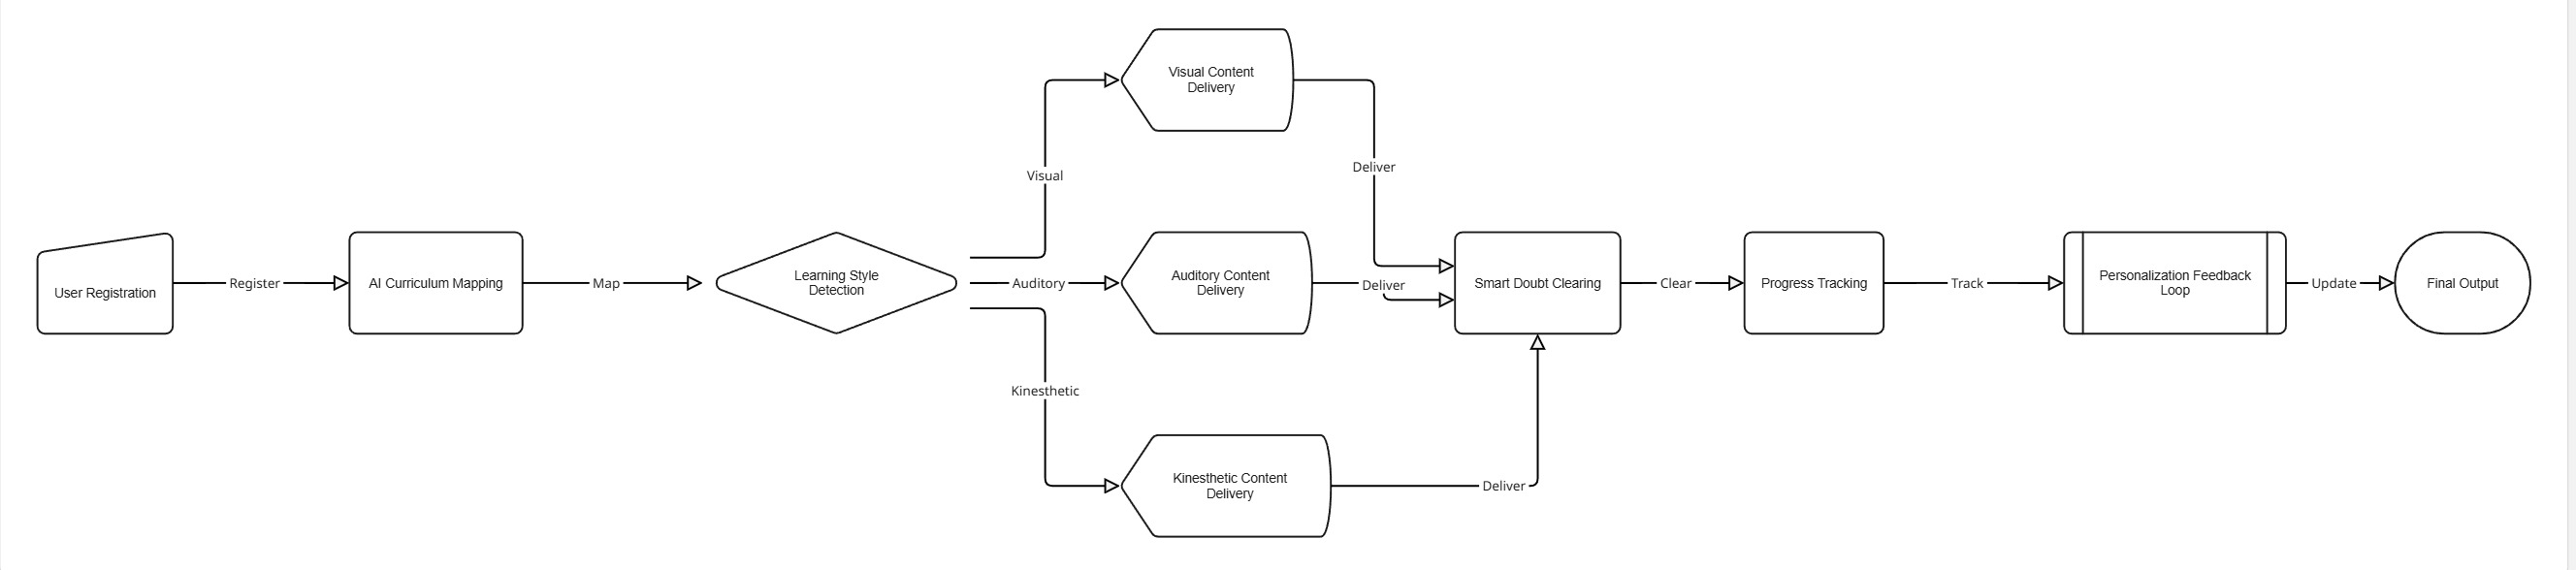 User Registration
Register
AI Curriculum Mapping
Map
Learning Style
Detection
Visual
Auditory
Kinesthetic
Visual Content
Delivery
Auditory Content
Delivery
Kinesthetic Content
Delivery
Deliver
Deliver
Deliver
Smart Doubt Clearing
Clear
Progress Tracking
Track
Personalization Feedback
Loop
Update
Final Output